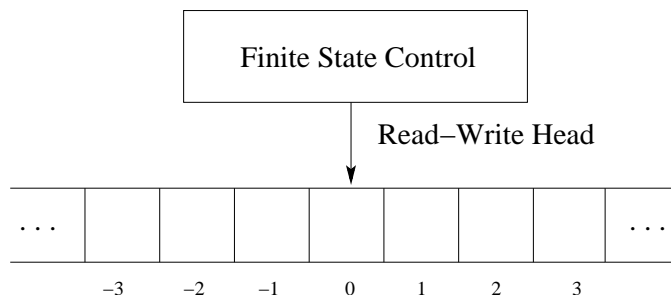 Finite State Control
Read−Write Head
. . . . . .
−3 −2 −1 0 1 2 3